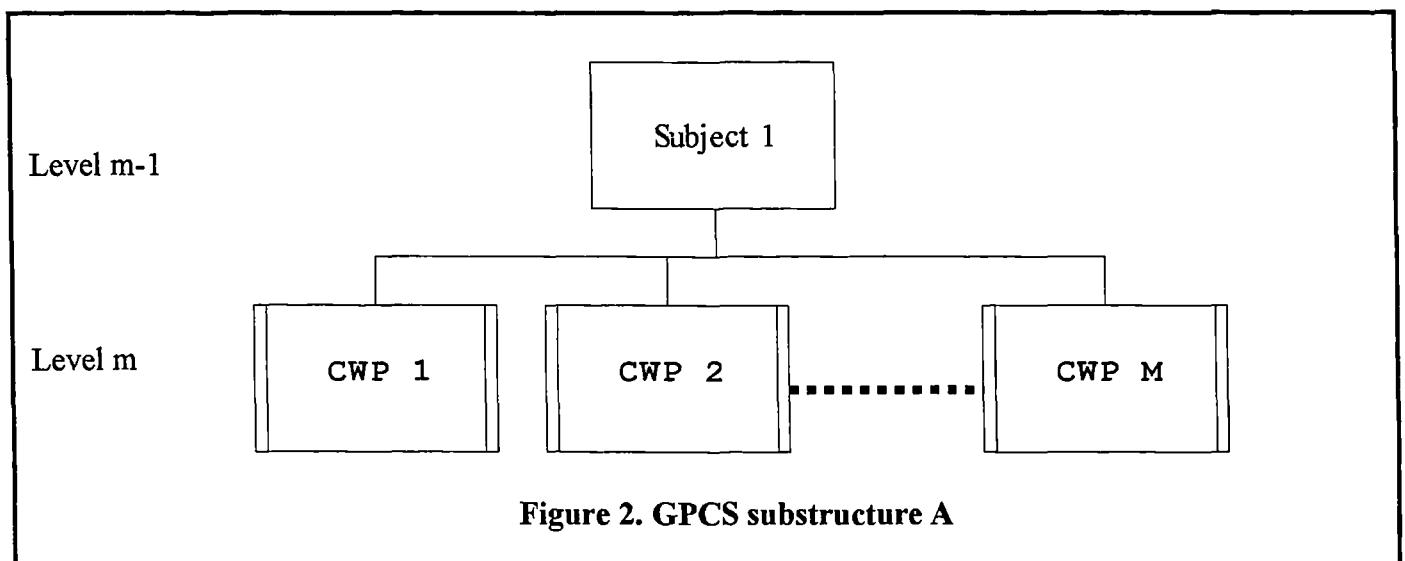 Subject 1
Level m-1
Level m
CWP 1
CWP 2
CWP M
Figure 2. GPCS substructure A